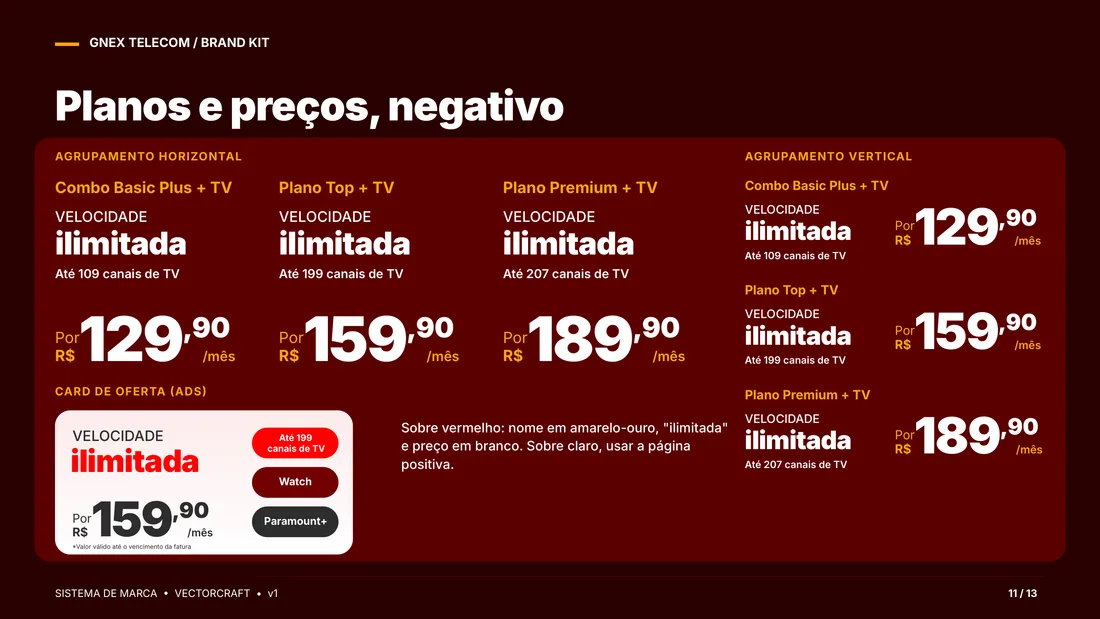 GNEX TELECOM / BRAND KIT
Planos e preços, negativo
AGRUPAMENTO HORIZONTAL
Combo Basic Plus + TV
VELOCIDADE
ilimitada
Até 109 canais de TV
Por R$ 129,90 /mês
Plano Top + TV
VELOCIDADE
ilimitada
Até 199 canais de TV
Por R$ 159,90 /mês
Plano Premium + TV
VELOCIDADE
ilimitada
Até 207 canais de TV
Por R$ 189,90 /mês
AGRUPAMENTO VERTICAL
Combo Basic Plus + TV
VELOCIDADE
ilimitada
Até 109 canais de TV
Por R$ 129,90 /mês
Plano Top + TV
VELOCIDADE
ilimitada
Até 199 canais de TV
Por R$ 159,90 /mês
Plano Premium + TV
VELOCIDADE
ilimitada
Até 207 canais de TV
Por R$ 189,90 /mês
CARD DE OFERTA (ADS)
VELOCIDADE
ilimitada
Por R$ 159,90 /mês
*Valor válido até o vencimento da fatura
Até 199
canais de TV
Watch
Paramount+
Sobre vermelho: nome em amarelo-ouro, "ilimitada"
e preço em branco. Sobre claro, usar a página
positiva.
SISTEMA DE MARCA • VECTORCRAFT • v1
11 / 13